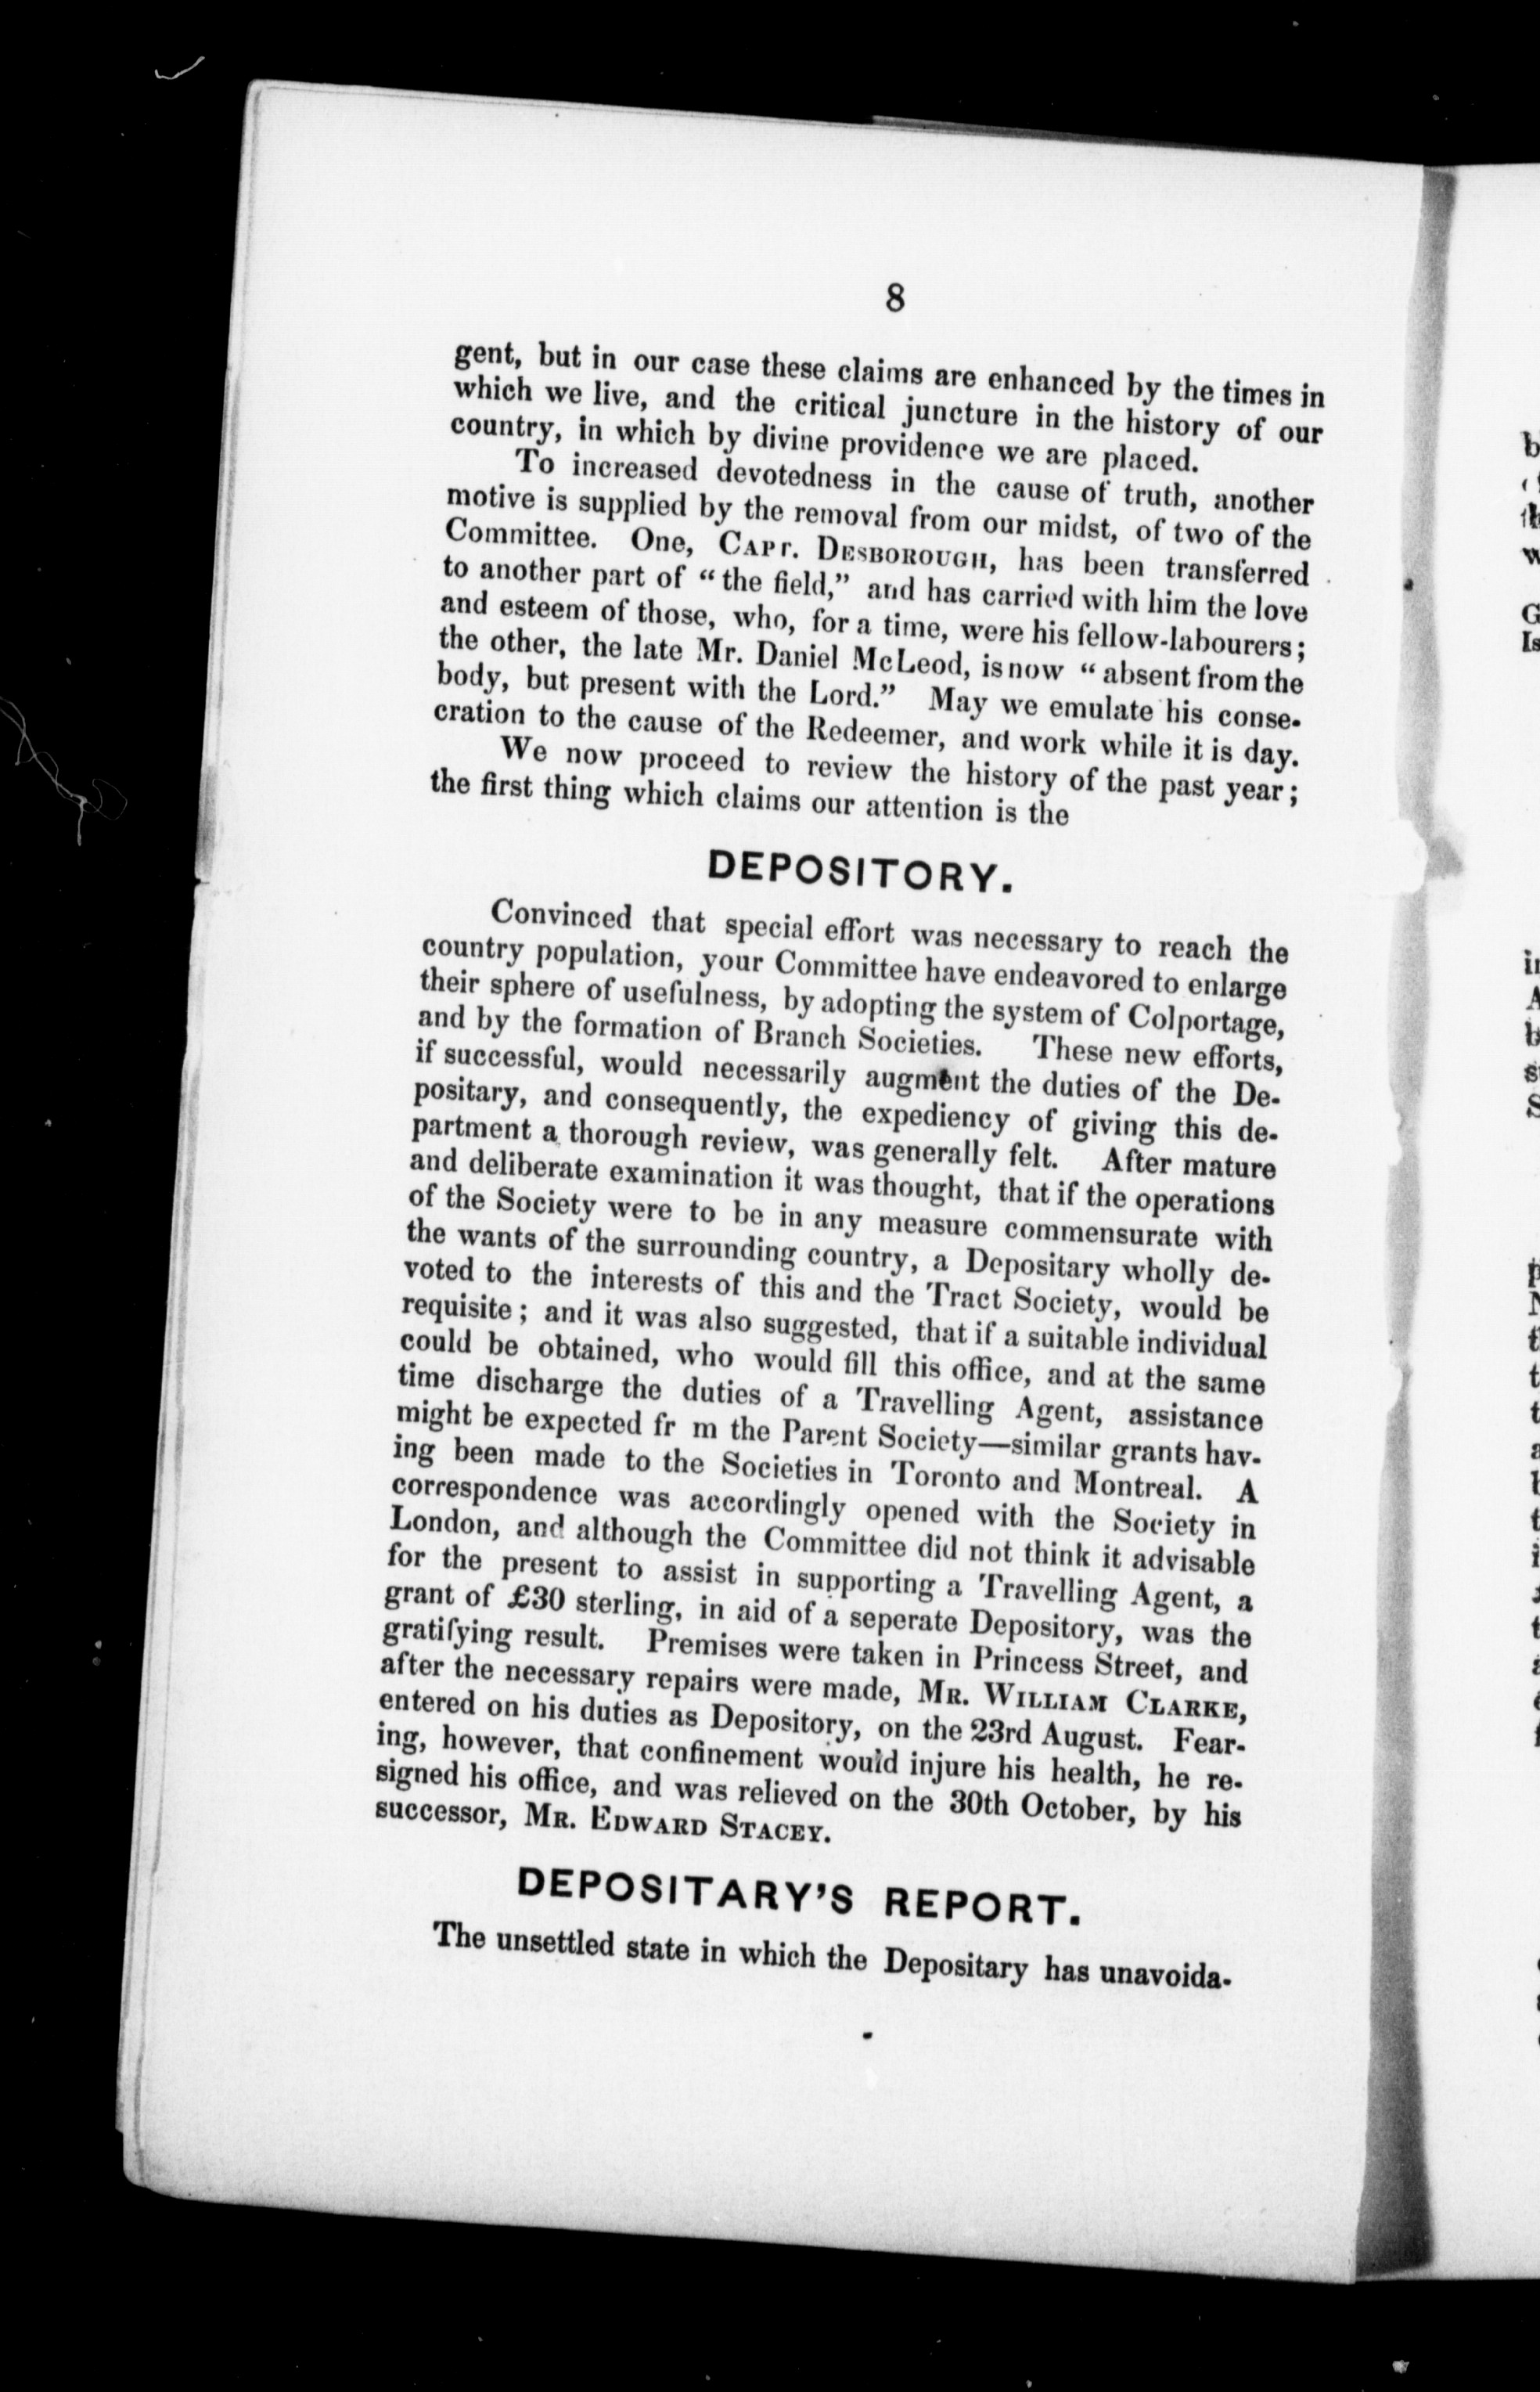 8
gent, but in our case these claims are enhanced by the times in
which we live, and the critical juncture in the history of our
country, in which by divine providence we are placed.
To increased devotedness in the cause of truth, another
motive is supplied by the removal from our midst, of two of the
Committee. One, CAPT. DESBOROUGH, has been transferred
to another part of “the field,” and has carried with him the love
and esteem of those, who, for a time, were his fellow-labourers;
the other, the late Mr. Daniel McLeod, is now “absent from the
body, but present with the Lord.” May we emulate his conse-
cration to the cause of the Redeemer, and work while it is day.
We now proceed to review the history of the past year;
the first thing which claims our attention is the
DEPOSITORY.
Convinced that special effort was necessary to reach the
country population, your Committee have endeavored to enlarge
their sphere of usefulness, by adopting the system of Colportage,
and by the formation of Branch Societies. These new efforts,
if successful, would necessarily augment the duties of the De-
positary, and consequently, the expediency of giving this de-
partment a thorough review, was generally felt. After mature
and deliberate examination it was thought, that if the operations
of the Society were to be in any measure commensurate with
the wants of the surrounding country, a Depositary wholly de-
voted to the interests of this and the Tract Society, would be
requisite; and it was also suggested, that if a suitable individual
could be obtained, who would fill this office, and at the same
time discharge the duties of a Travelling Agent, assistance
might be expected fr m the Parent Society—similar grants hav-
ing been made to the Societies in Toronto and Montreal. A
correspondence was accordingly opened with the Society in
London, and although the Committee did not think it advisable
for the present to assist in supporting a Travelling Agent, a
grant of £30 sterling, in aid of a seperate Depository, was the
gratifying result. Premises were taken in Princess Street, and
after the necessary repairs were made, MR. WILLIAM CLARKE,
entered on his duties as Depository, on the 23rd August. Fear-
ing, however, that confinement would injure his health, he re-
signed his office, and was relieved on the 30th October, by his
successor, MR. EDWARD STACEY.
DEPOSITARY’S REPORT.
The unsettled state in which the Depositary has unavoida-